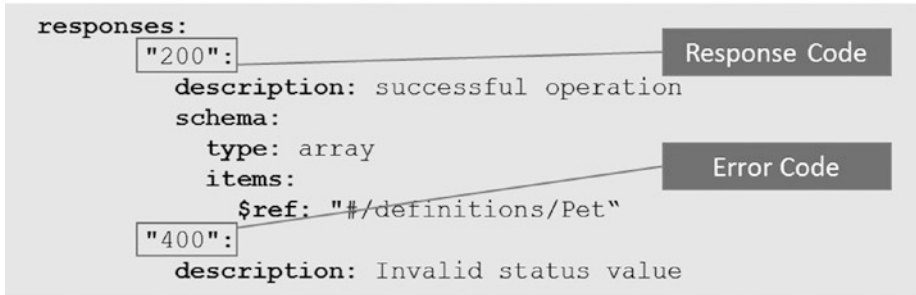 responses:
"200":
Response Code
description: successful operation
schema:
type: array
Error Code
items:
$ref: "#/definitions/Pet“
"400":
description: Invalid status value